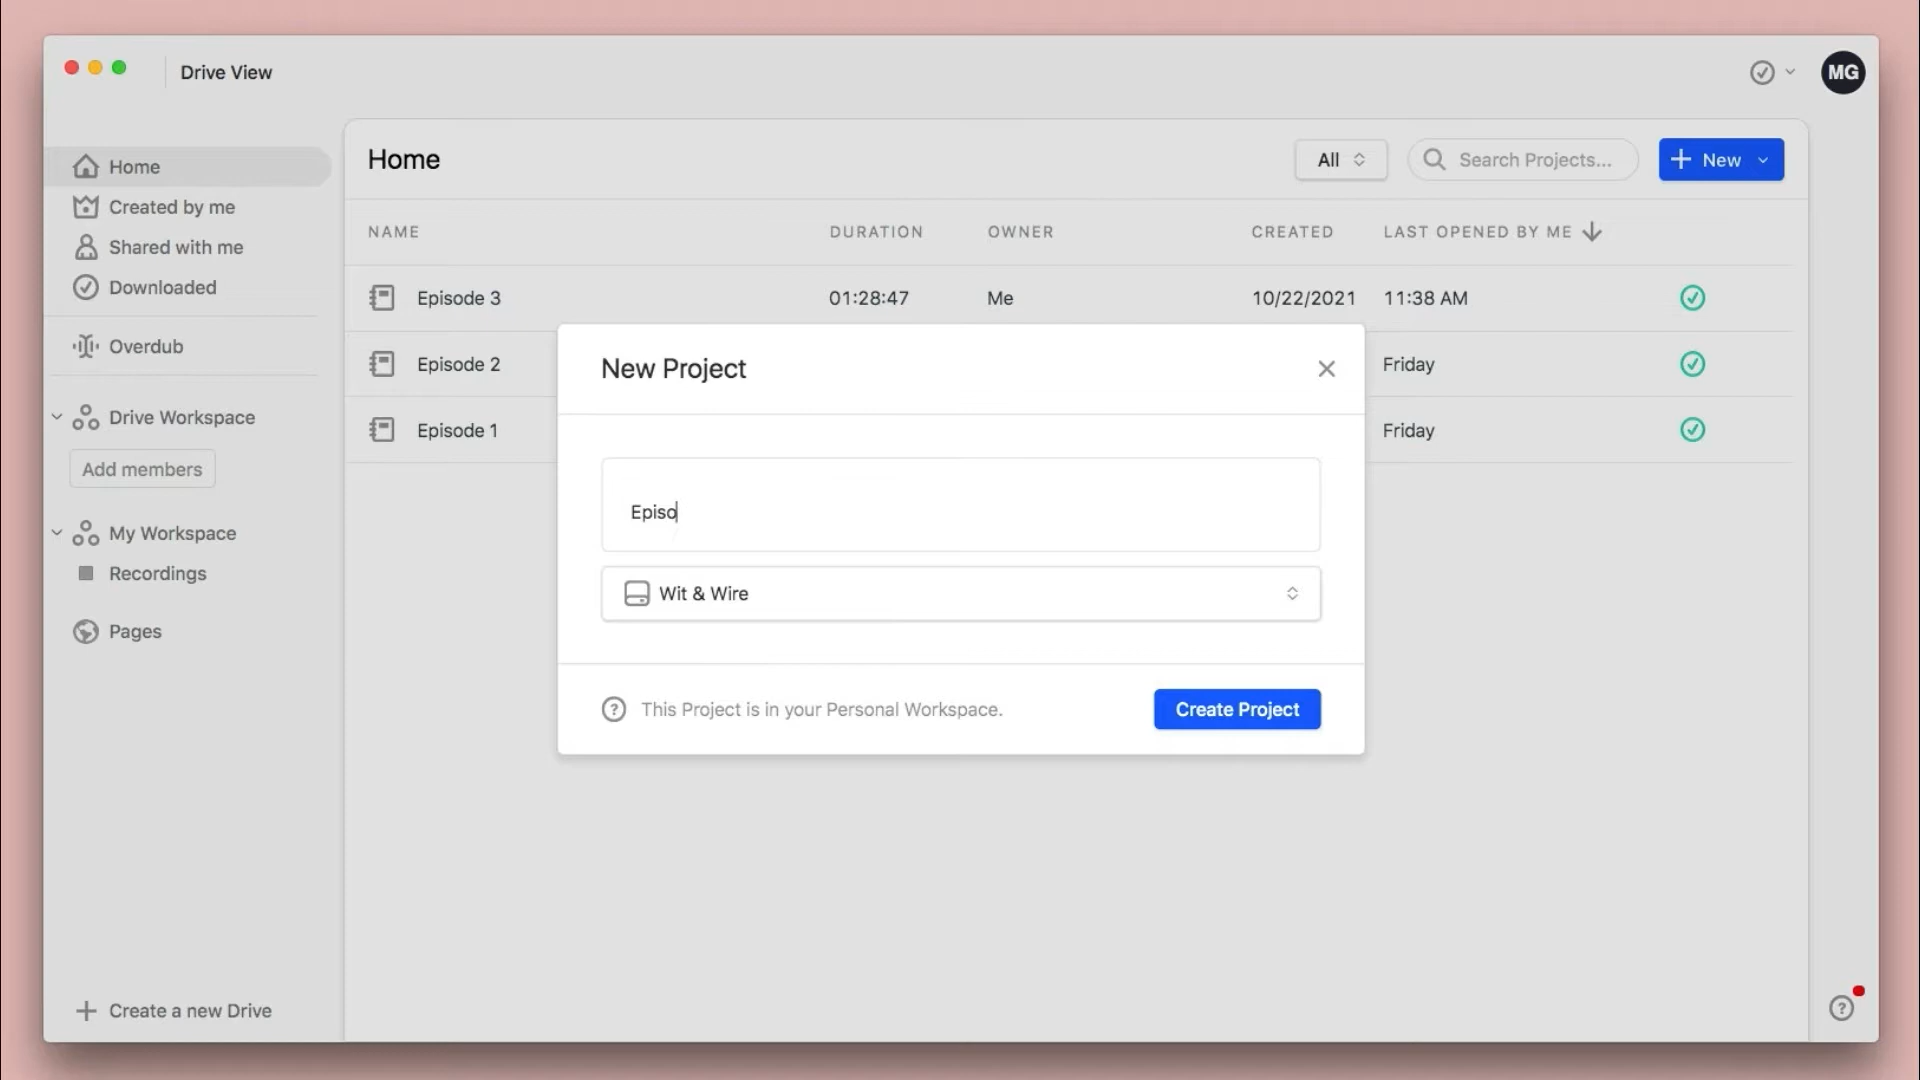 Drive View
MG
Home
Created by me
Shared with me
Downloaded
Overdub
Drive Workspace
Add members
My Workspace
Recordings
Pages
Create a new Drive
Home
All
Search Projects...
New
NAME DURATION OWNER CREATED LAST OPENED BY ME
Episode 3 01:28:47 Me 10/22/2021 11:38 AM
Episode 2 Friday
Episode 1 Friday
New Project
Episo
Wit & Wire
This Project is in your Personal Workspace.
Create Project